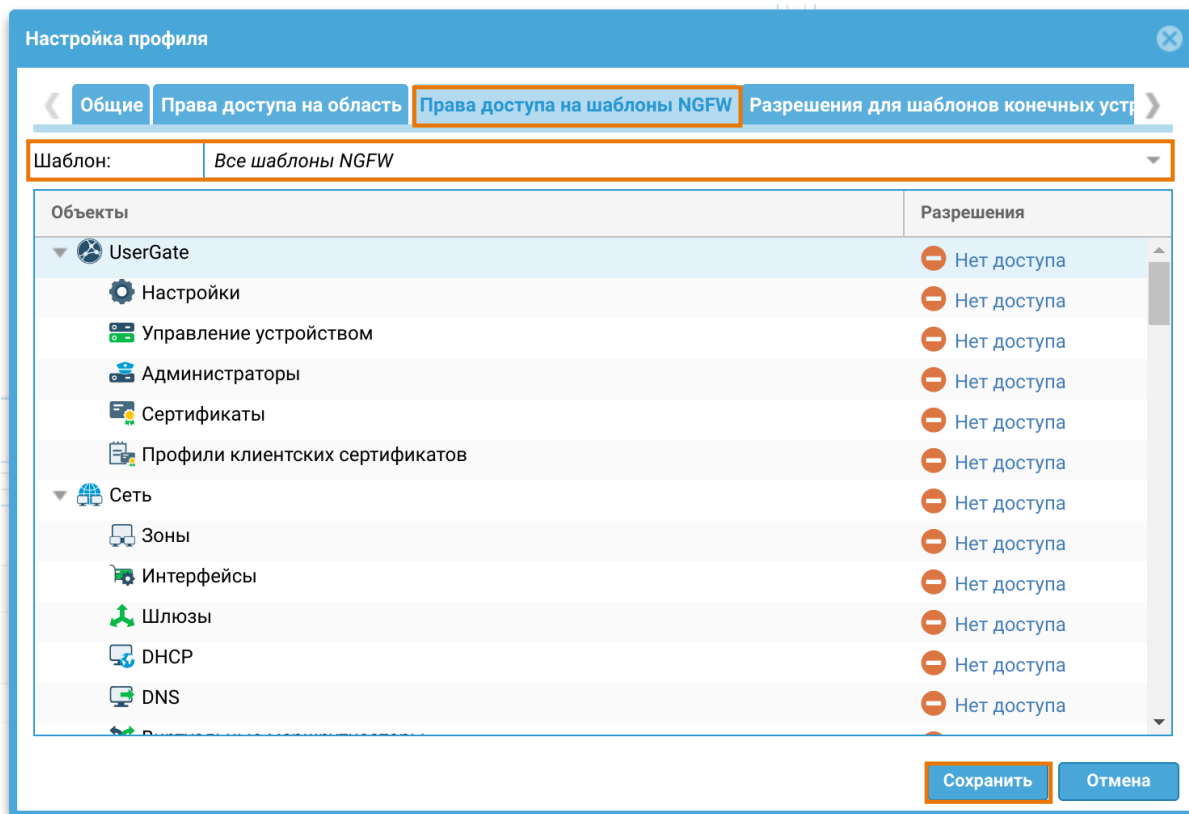 Настройка профиля
Общие Права доступа на область Права доступа на шаблоны NGFW Разрешения для шаблонов конечных устр
Шаблон: Все шаблоны NGFW
Объекты Разрешения
UserGate Нет доступа
Настройки Нет доступа
Управление устройством Нет доступа
Администраторы Нет доступа
Сертификаты Нет доступа
Профили клиентских сертификатов Нет доступа
Сеть Нет доступа
Зоны Нет доступа
Интерфейсы Нет доступа
Шлюзы Нет доступа
DHCP Нет доступа
DNS Нет доступа
Сохранить Отмена